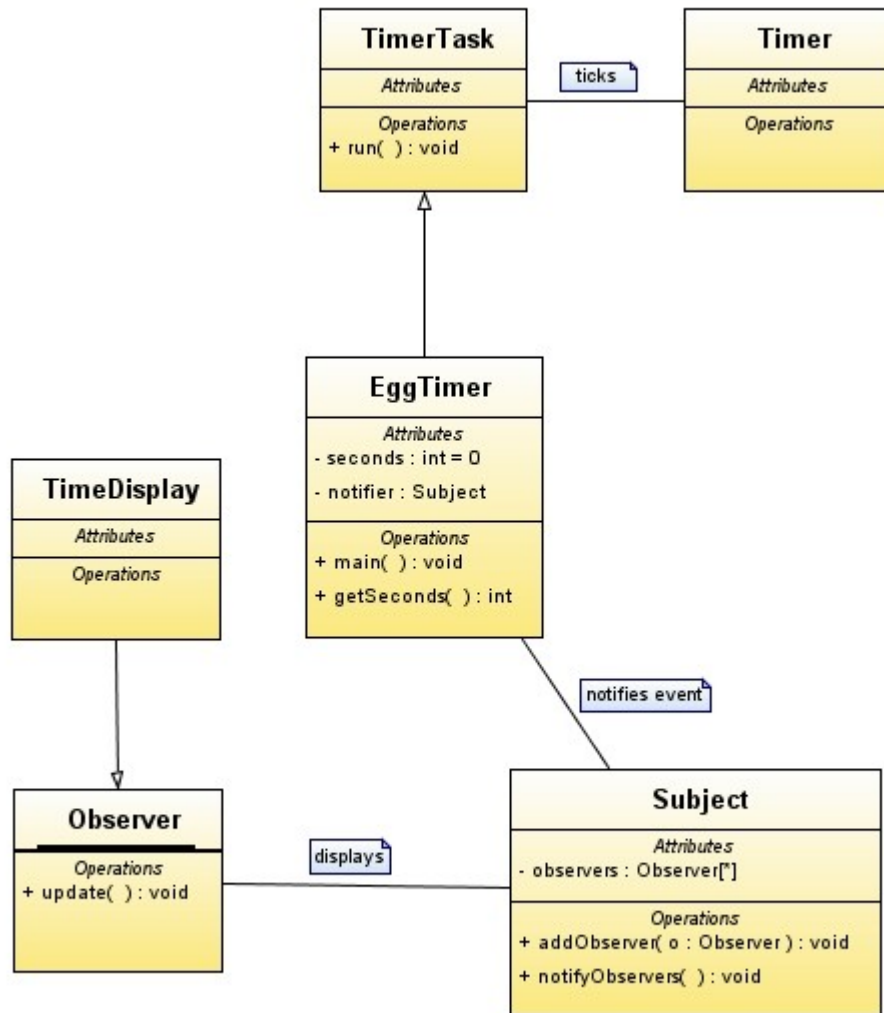 TimerTask
Attributes
Operations
+ run( ) : void
ticks
Timer
Attributes
Operations
EggTimer
Attributes
- seconds : int = 0
- notifier : Subject
Operations
+ main( ) : void
+ getSeconds( ) : int
TimeDisplay
Attributes
Operations
notifies event
Observer
Operations
+ update( ) : void
displays
Subject
Attributes
- observers : Observer[*]
Operations
+ addObserver( o : Observer ) : void
+ notifyObservers( ) : void